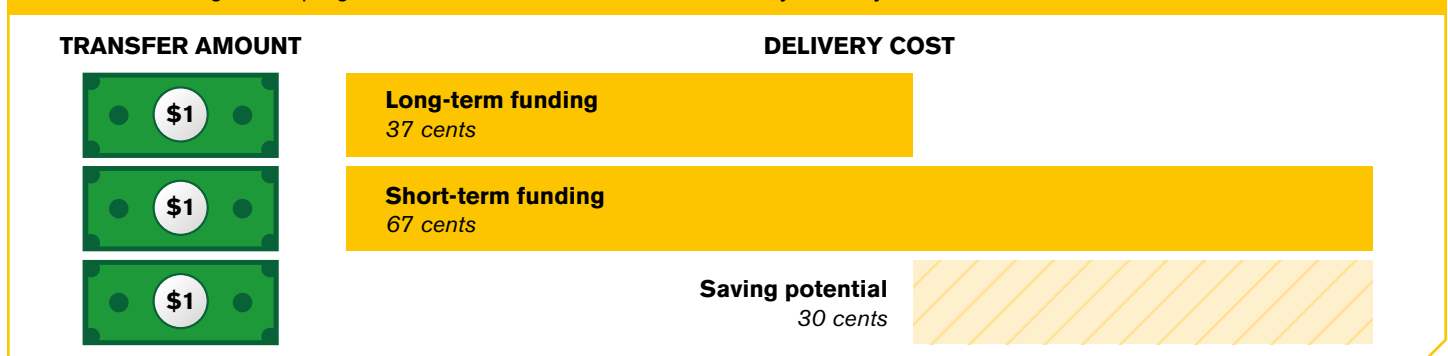 TRANSFER AMOUNT DELIVERY COST
$1
Long-term funding
37 cents
$1
Short-term funding
67 cents
$1
Saving potential
30 cents